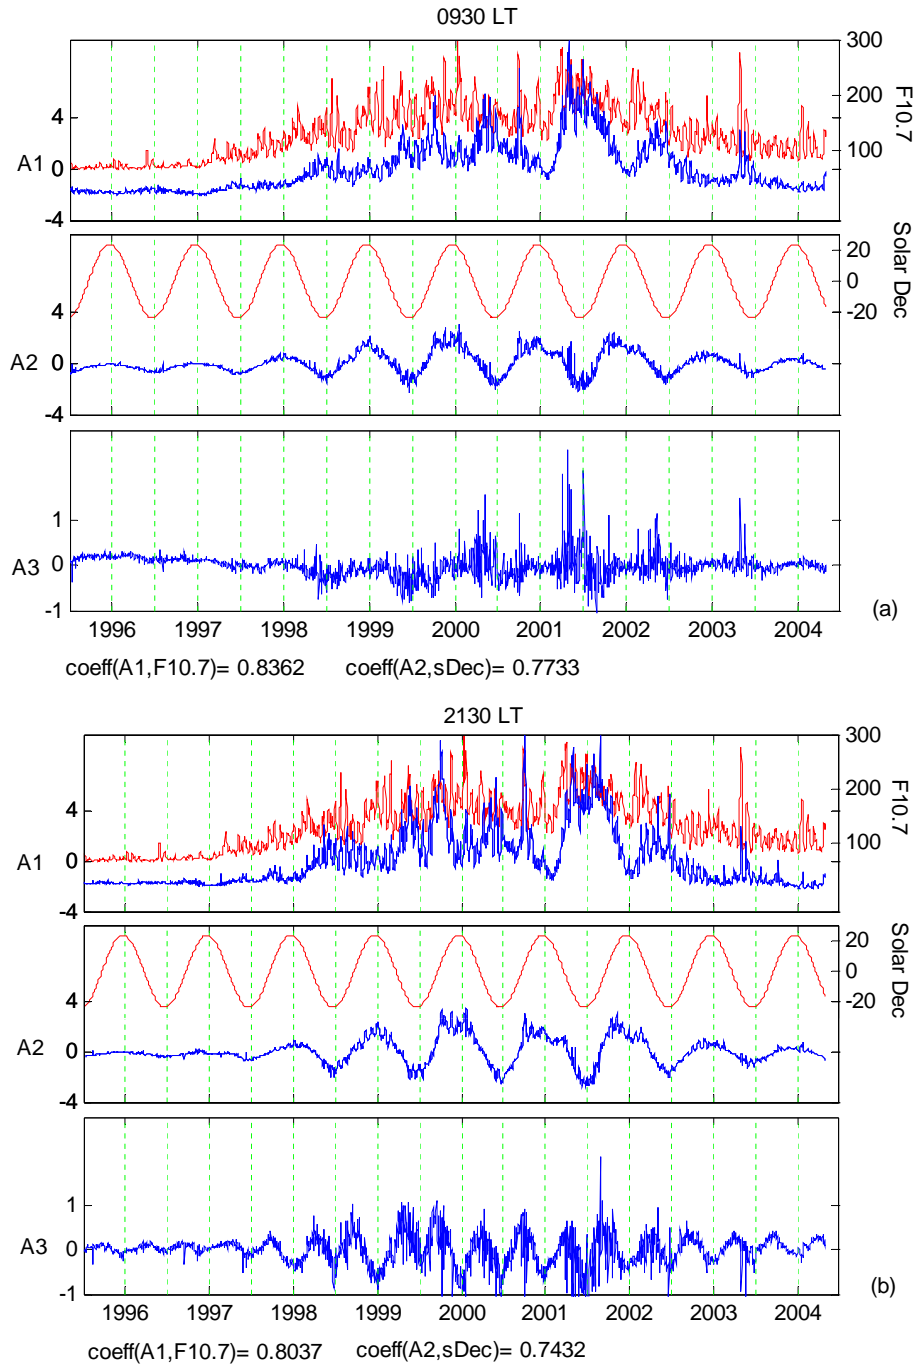 0930 LT
300
200
100
F10.7
4
A1 0
-4
20
0
-20
Solar Dec
4
A2 0
-4
1
A3 0
-1
(a)
1996 1997 1998 1999 2000 2001 2002 2003 2004
coeff(A1,F10.7)= 0.8362 coeff(A2,sDec)= 0.7733
2130 LT
300
200
100
F10.7
4
A1 0
-4
20
0
-20
Solar Dec
4
A2 0
-4
1
A3 0
-1
(b)
1996 1997 1998 1999 2000 2001 2002 2003 2004
coeff(A1,F10.7)= 0.8037 coeff(A2,sDec)= 0.7432